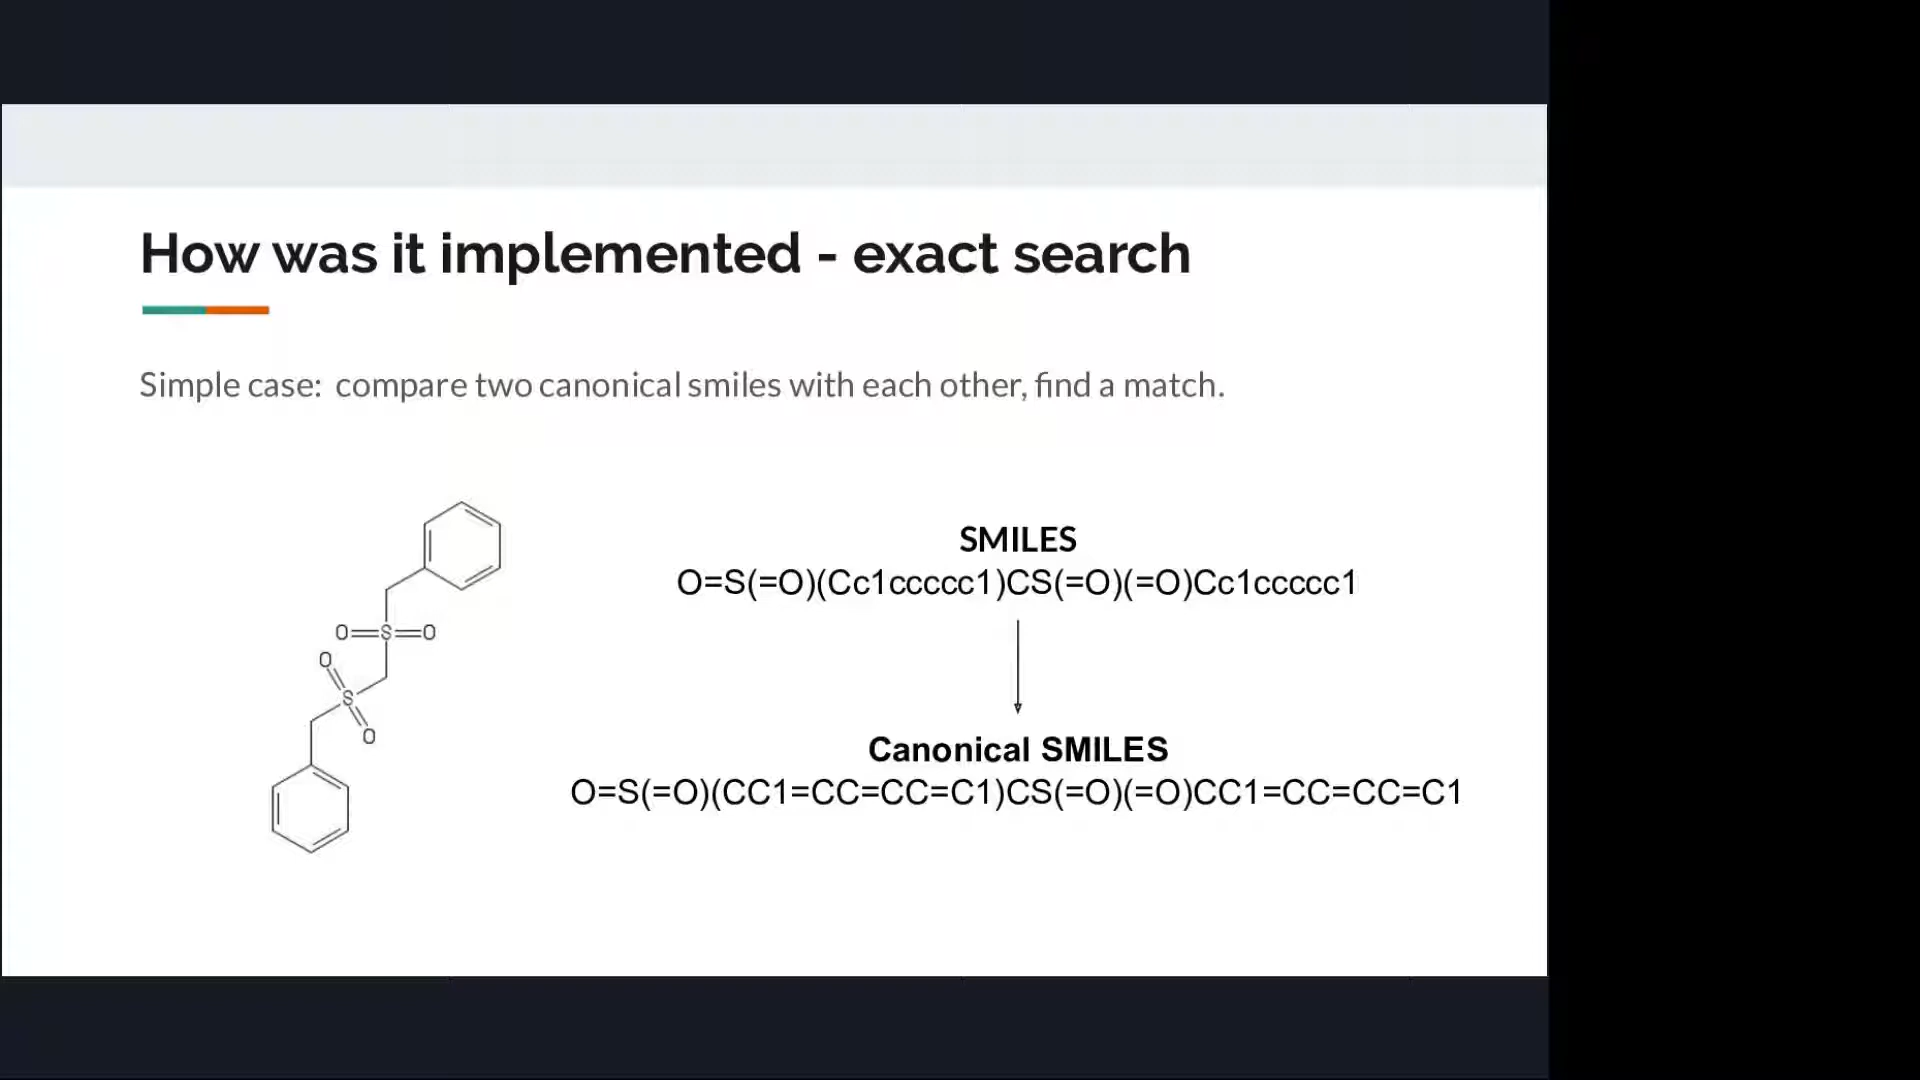 How was it implemented - exact search
Simple case: compare two canonical smiles with each other, find a match.
SMILES
O=S(=O)(Cc1ccccc1)CS(=O)(=O)Cc1ccccc1
O=S=O
O
S
O
Canonical SMILES
O=S(=O)(CC1=CC=CC=C1)CS(=O)(=O)CC1=CC=CC=C1